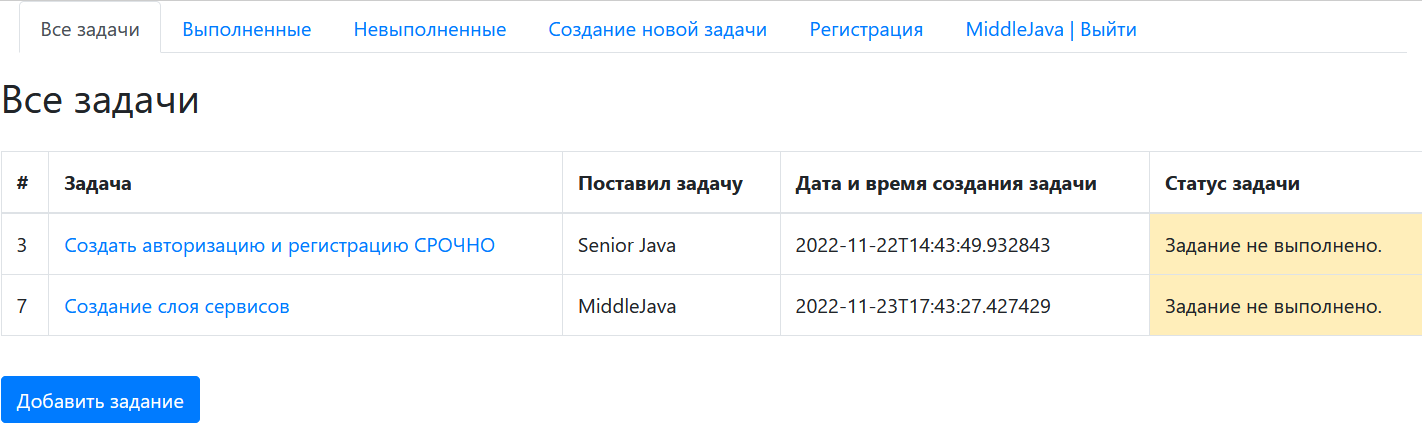 Все задачи Выполненные Невыполненные Создание новой задачи Регистрация MiddleJava | Выйти
Все задачи
# Задача Поставил задачу Дата и время создания задачи Статус задачи
3 Создать авторизацию и регистрацию СРОЧНО Senior Java 2022-11-22T14:43:49.932843 Задание не выполнено.
7 Создание слоя сервисов MiddleJava 2022-11-23T17:43:27.427429 Задание не выполнено.
Добавить задание